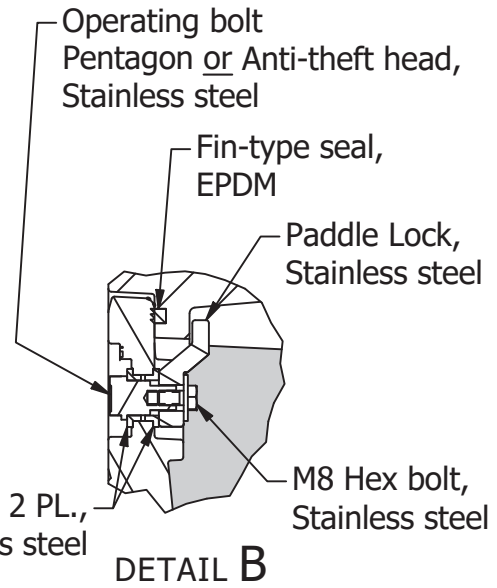 Operating bolt
Pentagon or Anti-theft head,
Stainless steel
Fin-type seal,
EPDM
Paddle Lock,
Stainless steel
M8 Hex bolt,
Stainless steel
2 PL.,
s steel
DETAIL B